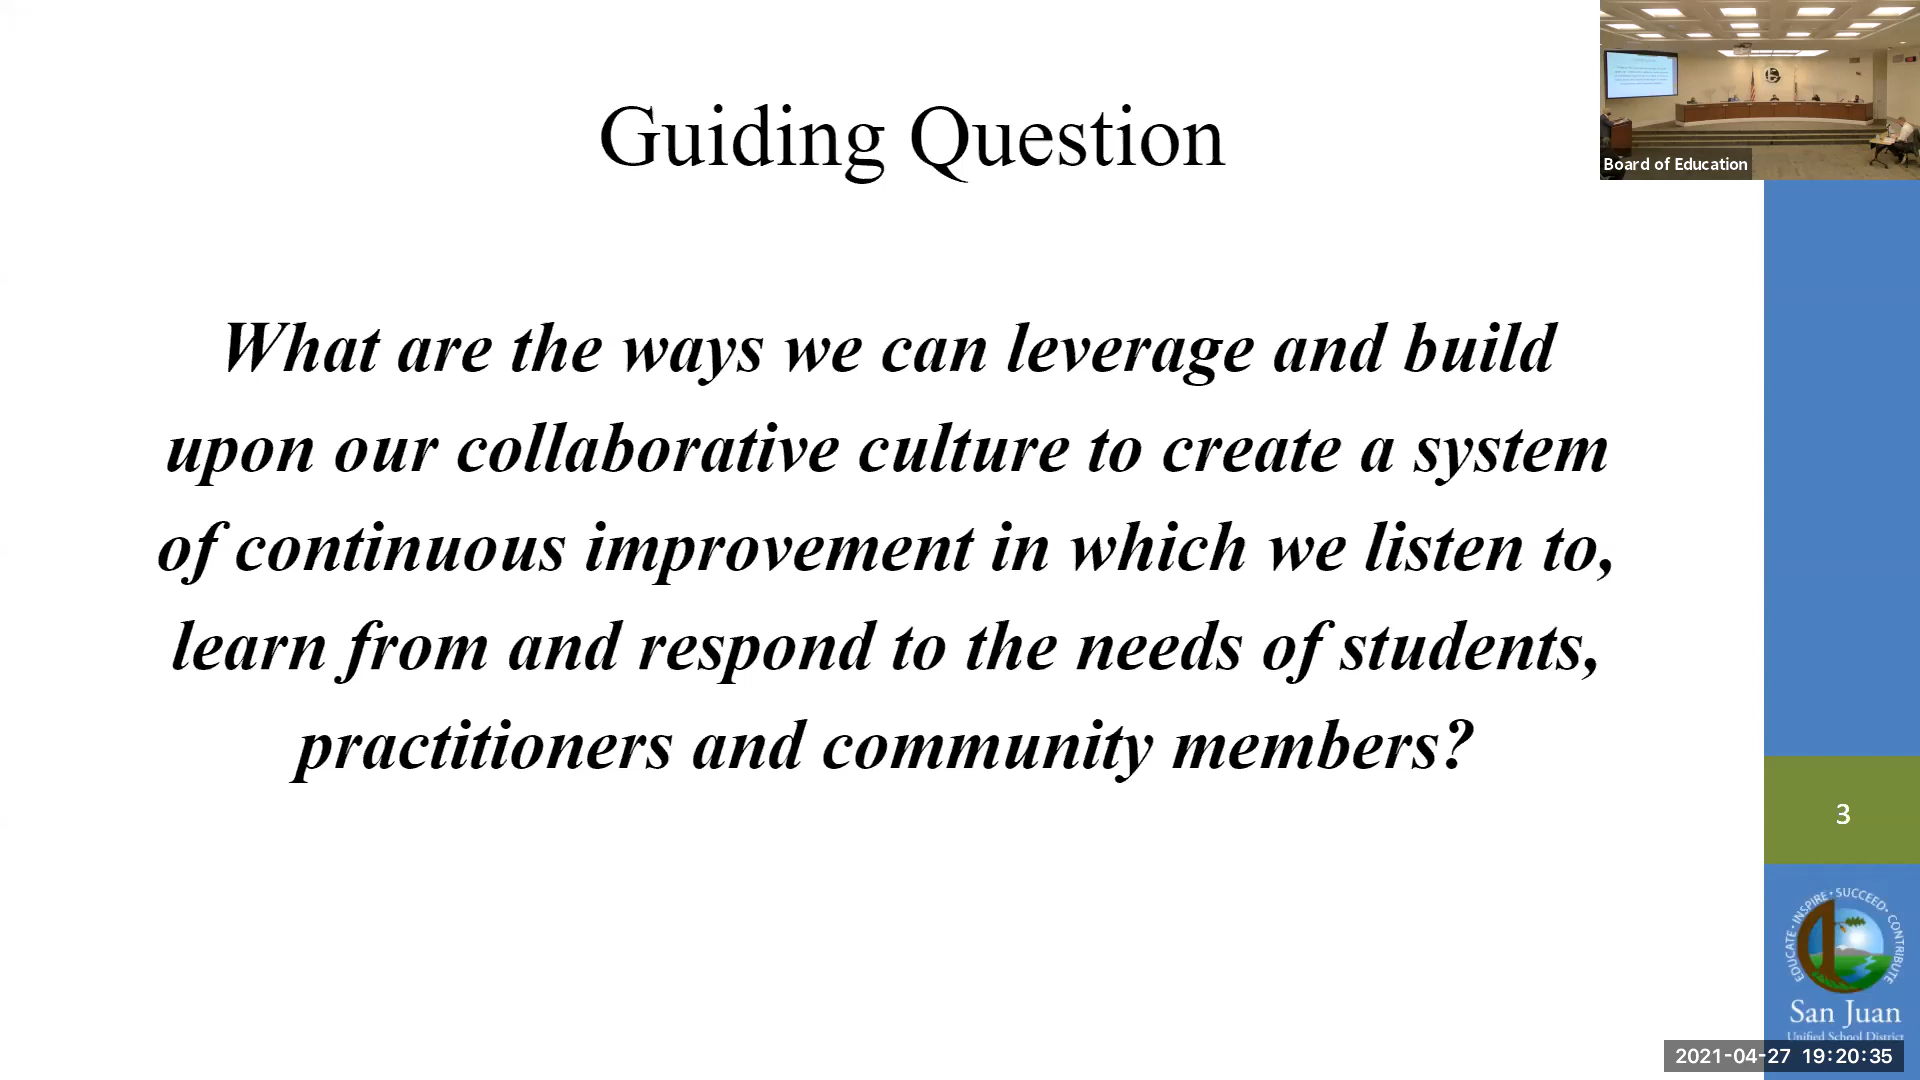 Guiding Question
What are the ways we can leverage and build
upon our collaborative culture to create a system
of continuous improvement in which we listen to,
learn from and respond to the needs of students,
practitioners and community members?
Board of Education
3
EDUCATE · INSPIRE · SUCCEED · CONTRIBUTE
San Juan
Unified School District
2021-04-27 19:20:35